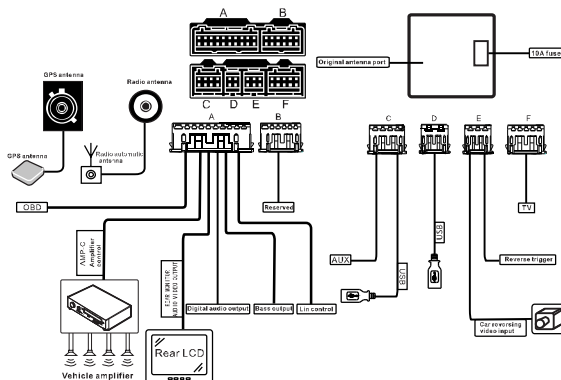 A B
GPS antenna
Radio antenna
Original antenna port
10A fuse
C D E F
A B
C D E F
GPS antenna
Radio automatic
antenna
OBD
Reserved
TV
AMP-C
Amplifier
control
REAR MONITOR
AUDIO VIDEO OUTPUT
USB
AUX
USB
Reverse trigger
Digital audio output
Bass output
Lin control
Car revorsing
video input
Rear LCD
Vehicle amplifier